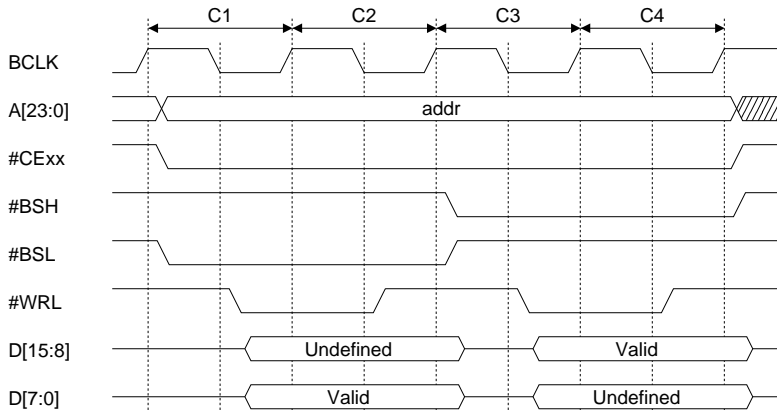 C1 C2 C3 C4
BCLK
A[23:0] addr
#CExx
#BSH
#BSL
#WRL
D[15:8] Undefined Valid
D[7:0] Valid Undefined